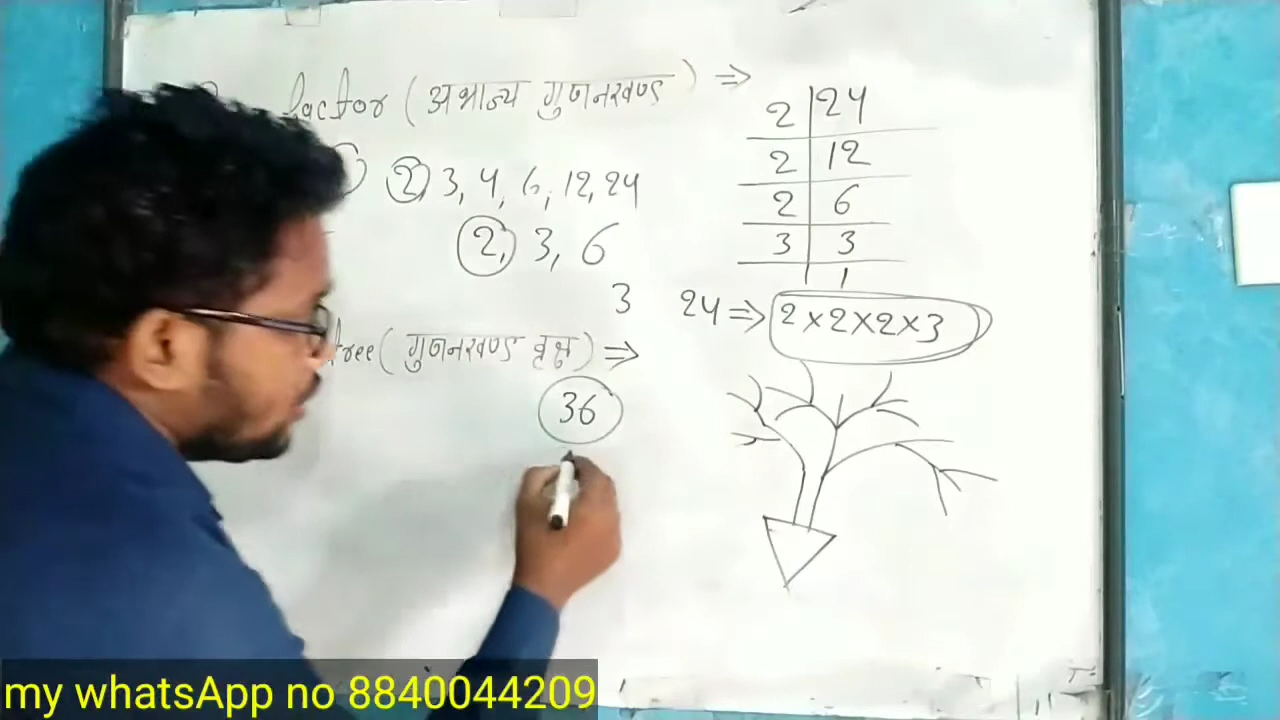 factor (अभाज्य गुणनखण्ड) ⇒
2, 3, 4, 6, 12, 24
2, 3, 6
3
2 | 24
2 | 12
2 | 6
3 | 3
1
24 ⇒ 2×2×2×3
tree (गुणनखण्ड वृक्ष) ⇒
36
my whatsApp no 8840044209